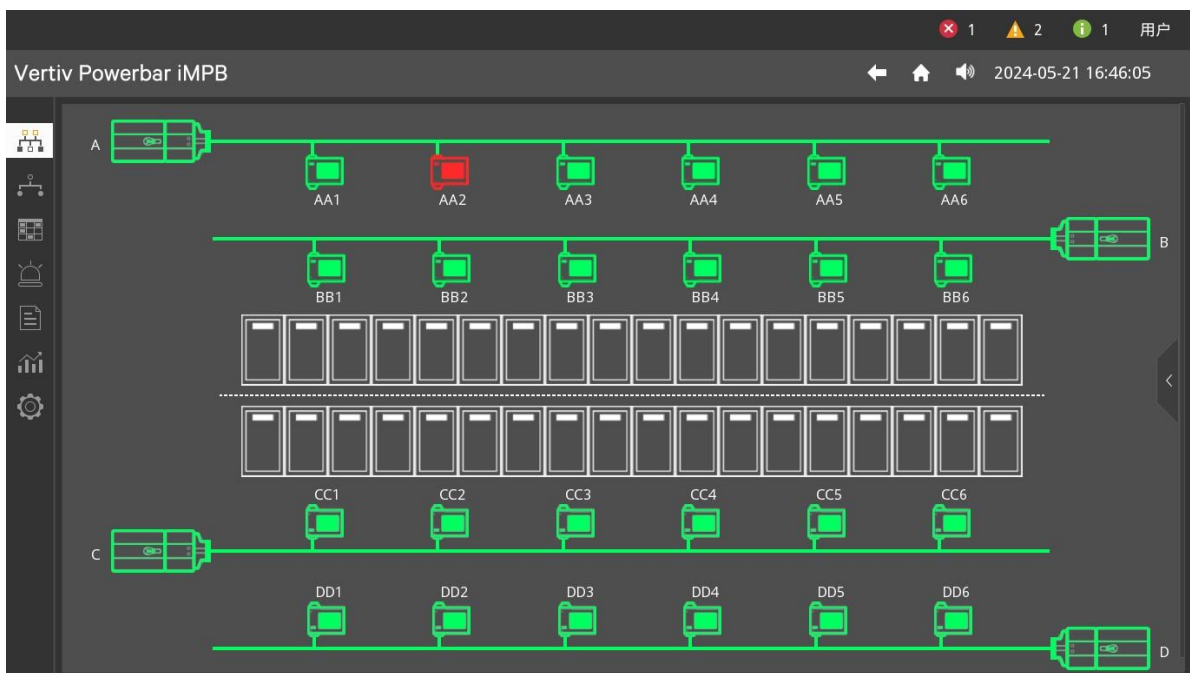 1 2 1 用户
Vertiv Powerbar iMPB 2024-05-21 16:46:05
A
AA1 AA2 AA3 AA4 AA5 AA6
B
BB1 BB2 BB3 BB4 BB5 BB6
CC1 CC2 CC3 CC4 CC5 CC6
C
DD1 DD2 DD3 DD4 DD5 DD6
D